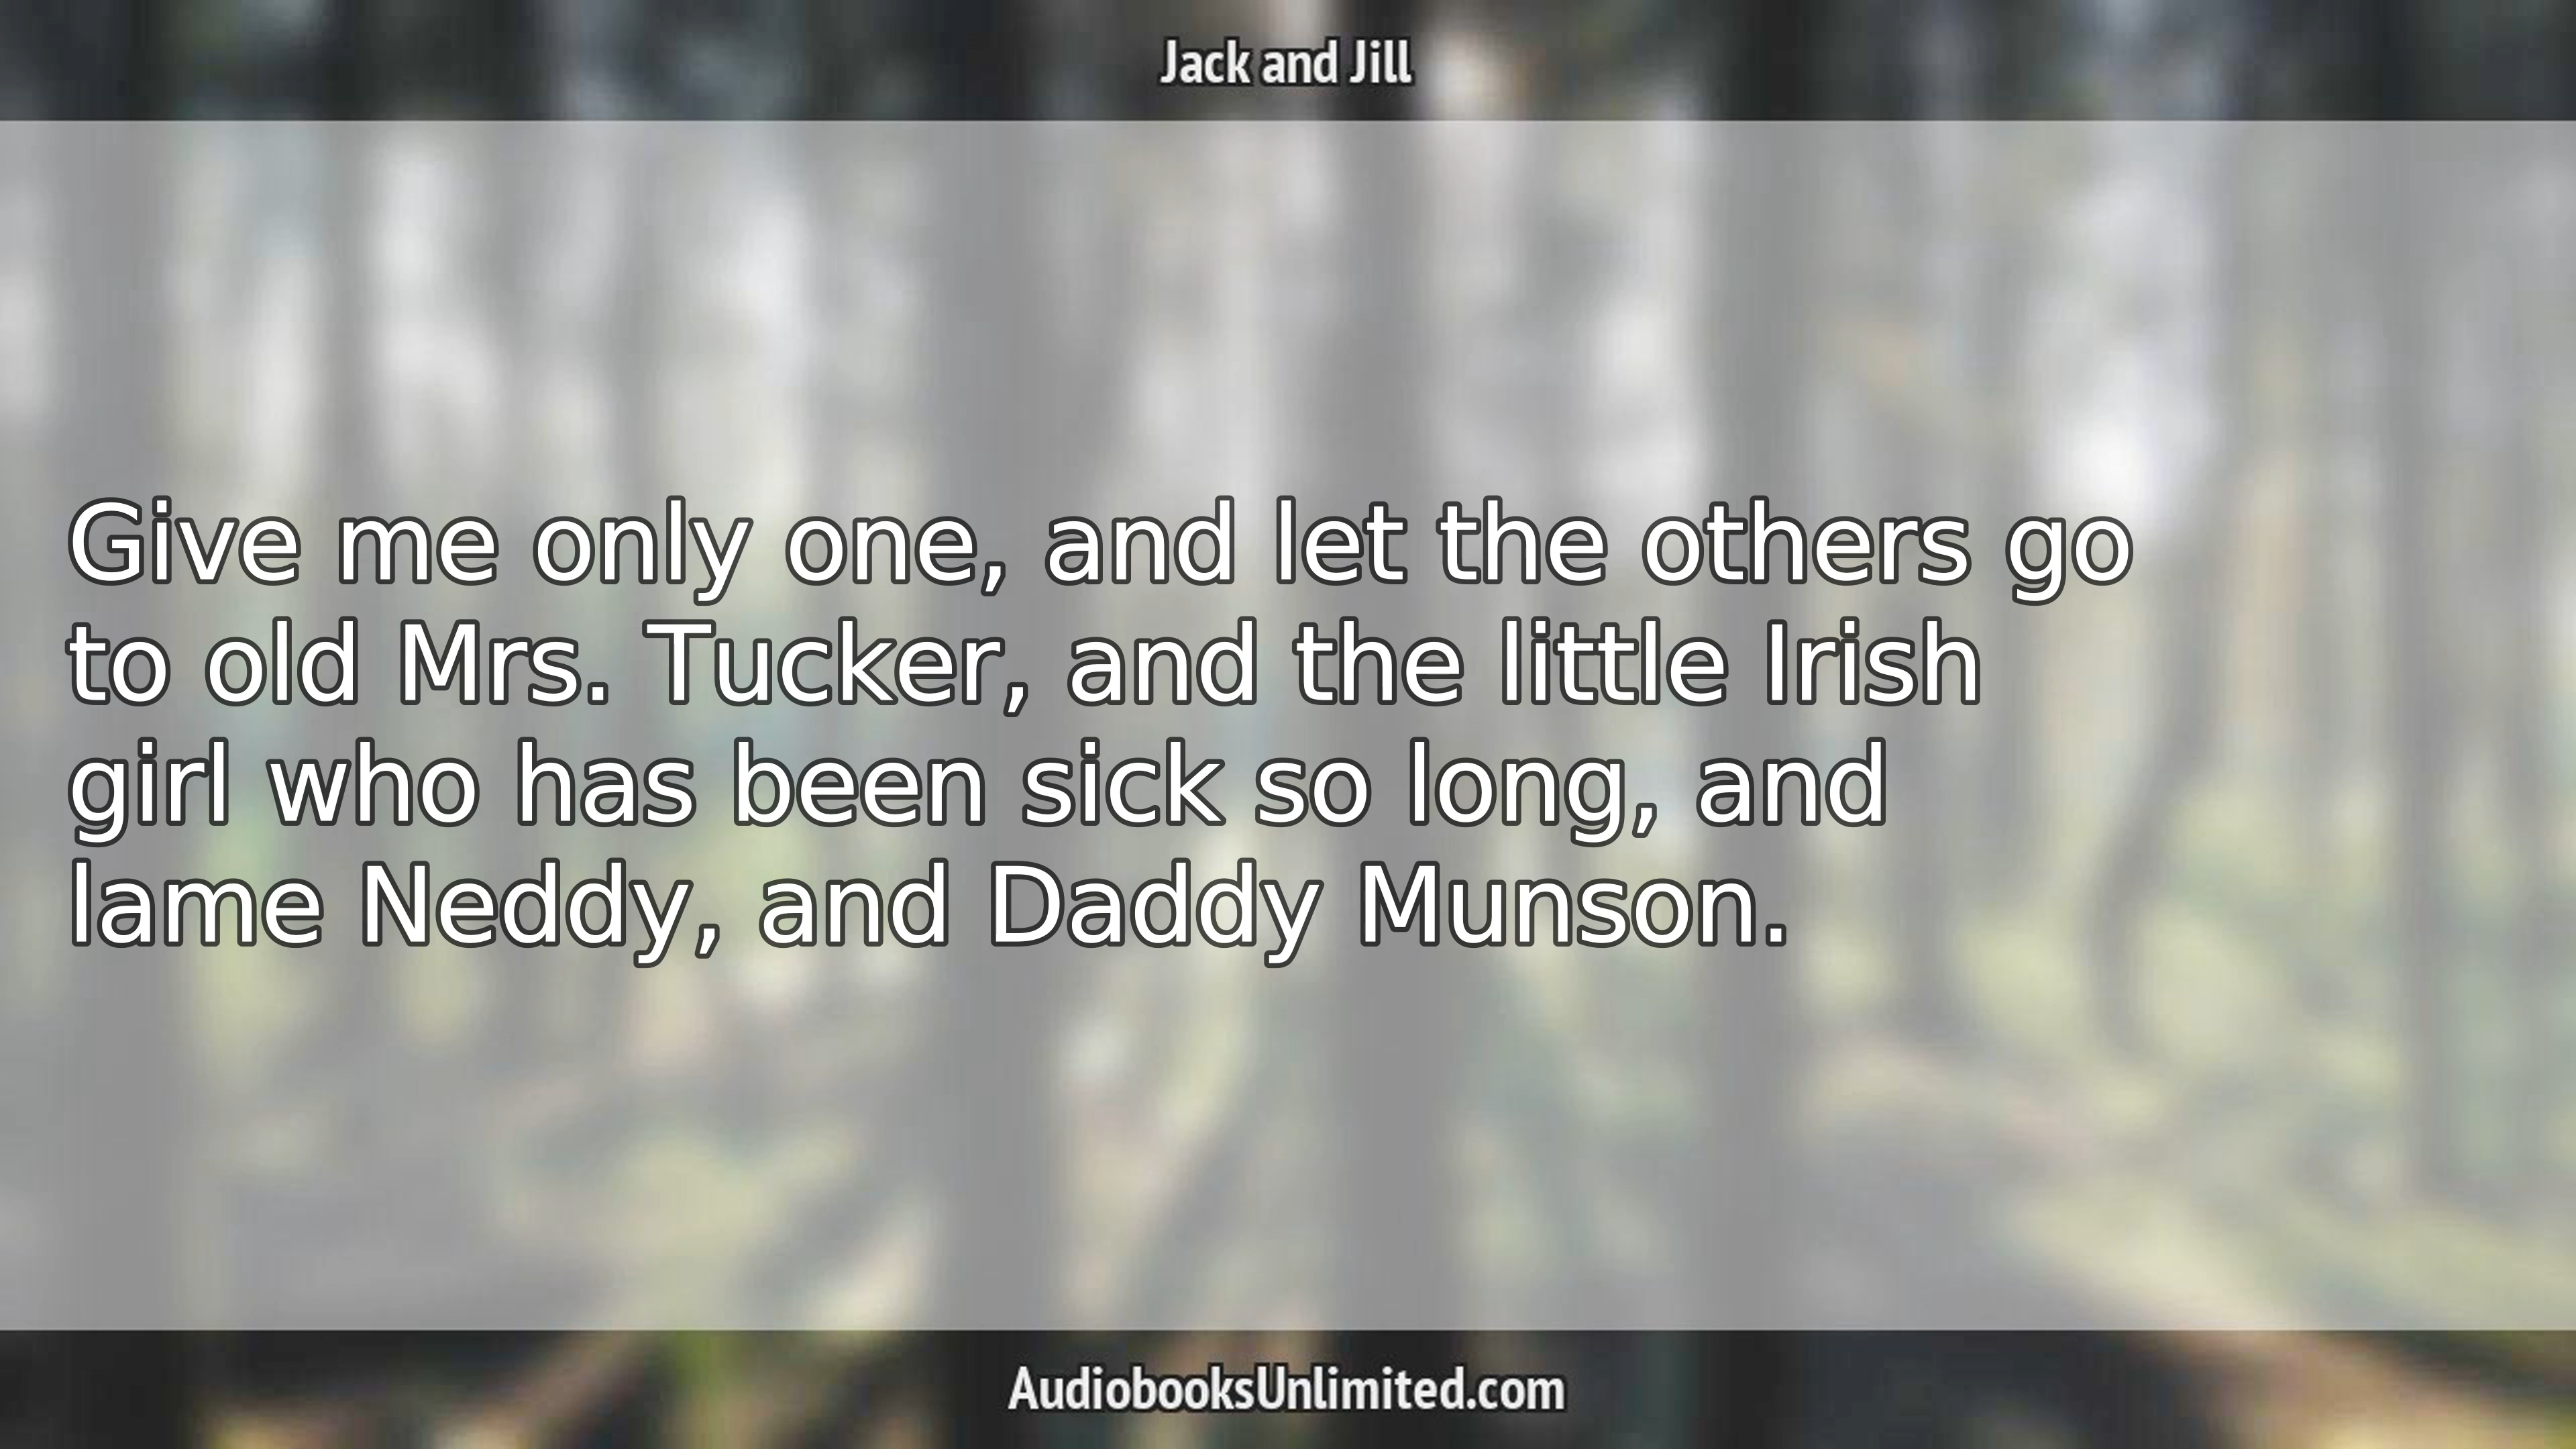 Jack and Jill
Give me only one, and let the others go
to old Mrs. Tucker, and the little Irish
girl who has been sick so long, and
lame Neddy, and Daddy Munson.
AudiobooksUnlimited.com